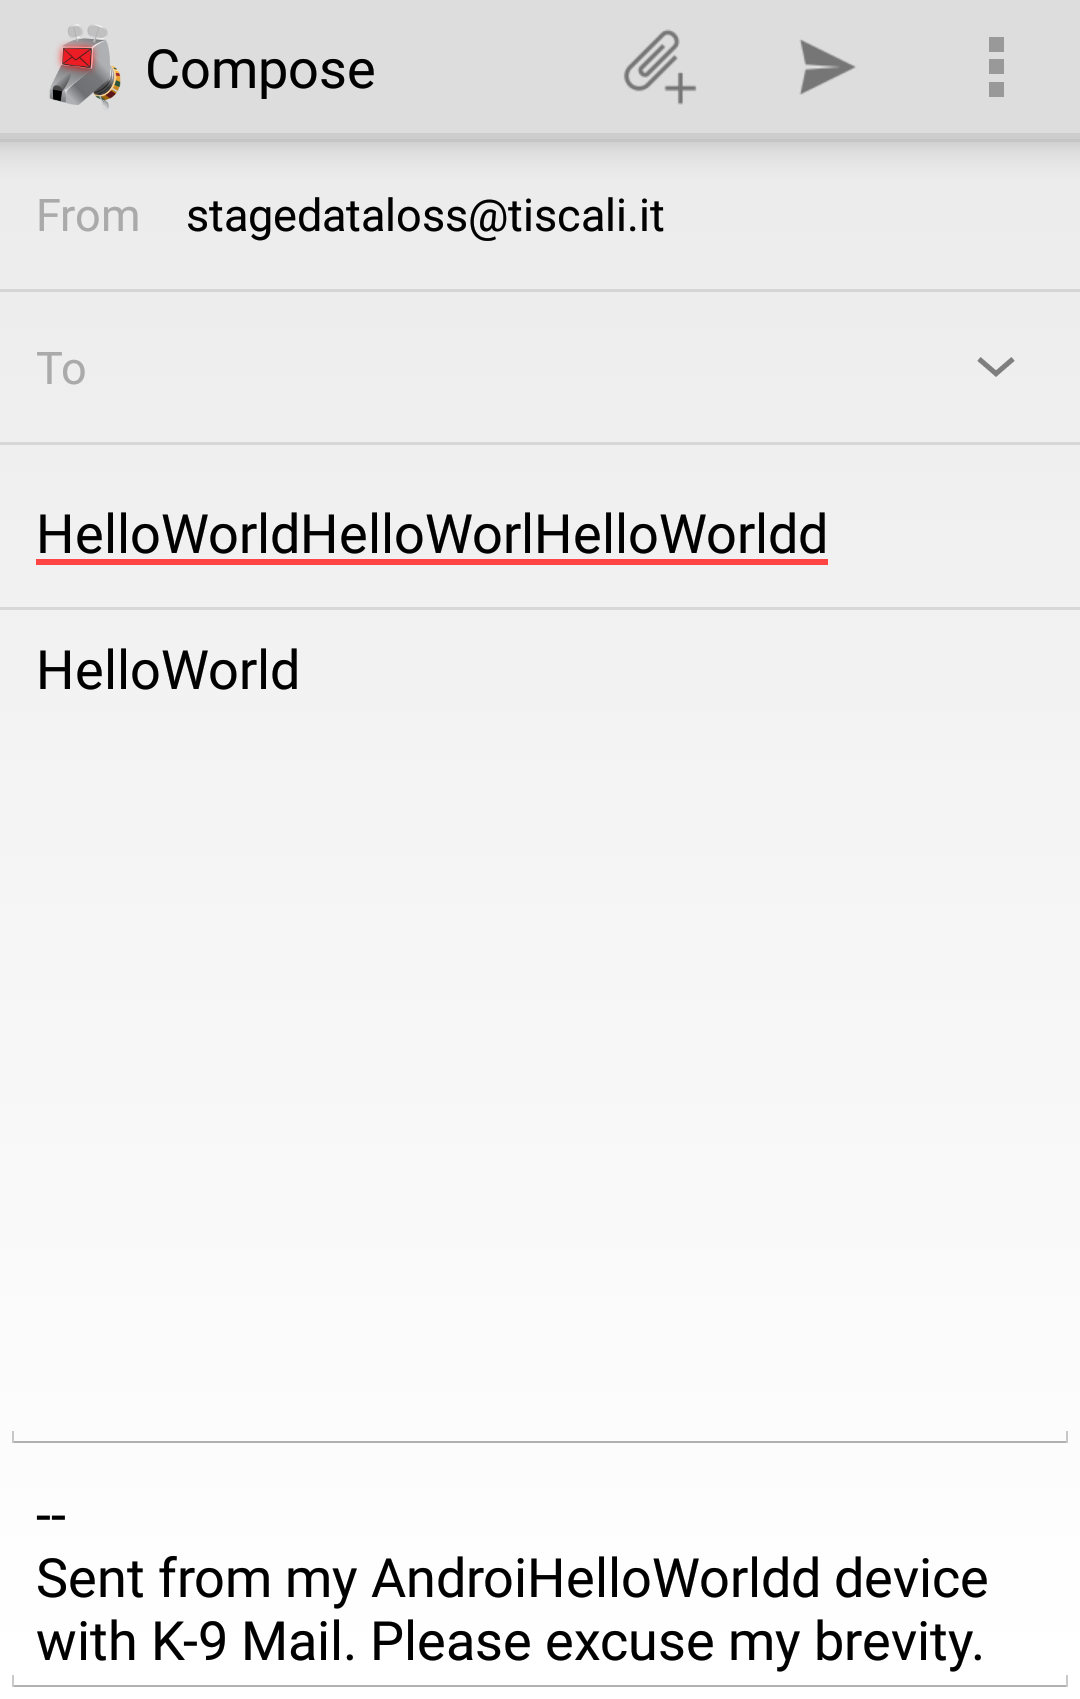 Compose
From stagedataloss@tiscali.it
To
HelloWorldHelloWorlHelloWorldd
HelloWorld
--
Sent from my AndroiHelloWorldd device
with K-9 Mail. Please excuse my brevity.